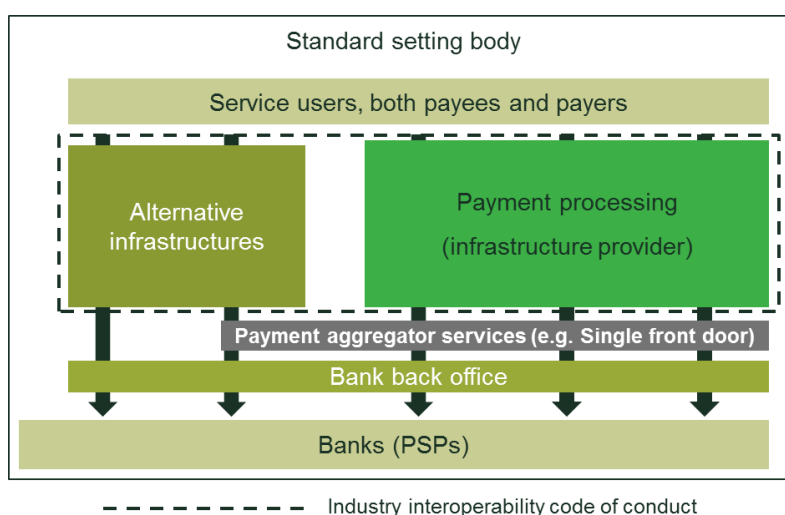 Standard setting body
Service users, both payees and payers
Alternative
infrastructures
Payment processing
(infrastructure provider)
Payment aggregator services (e.g. Single front door)
Bank back office
Banks (PSPs)
Industry interoperability code of conduct